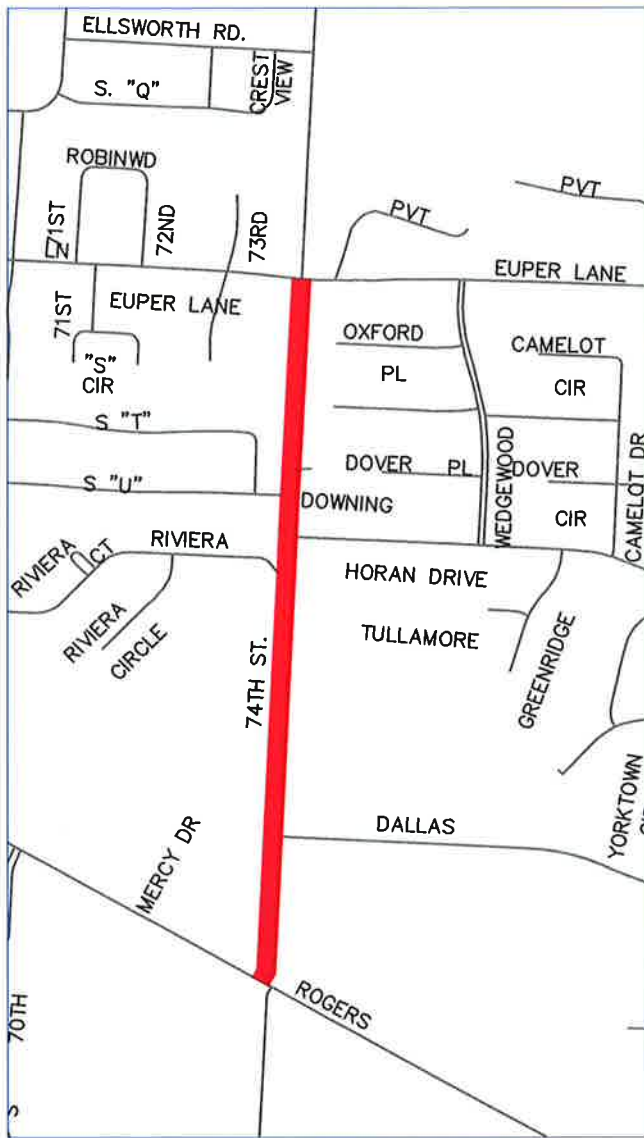 ELLSWORTH RD.
S. "Q"
CREST
VIEW
ROBINWD
PVT
PVT
71ST
72ND
73RD
LN
EUPER LANE
EUPER LANE
71ST
OXFORD
CAMELOT
"S"
CIR
PL
CIR
S "T"
WEDGEWOOD
CAMELOT DR
DOVER PL
DOVER
S "U"
DOWNING
CIR
RIVIERA
CT
RIVIERA
HORAN DRIVE
RIVIERA
CIRCLE
TULLAMORE
GREENRIDGE
74TH ST.
YORKTOWN
DALLAS
MERCY DR
ROGERS
S 70TH